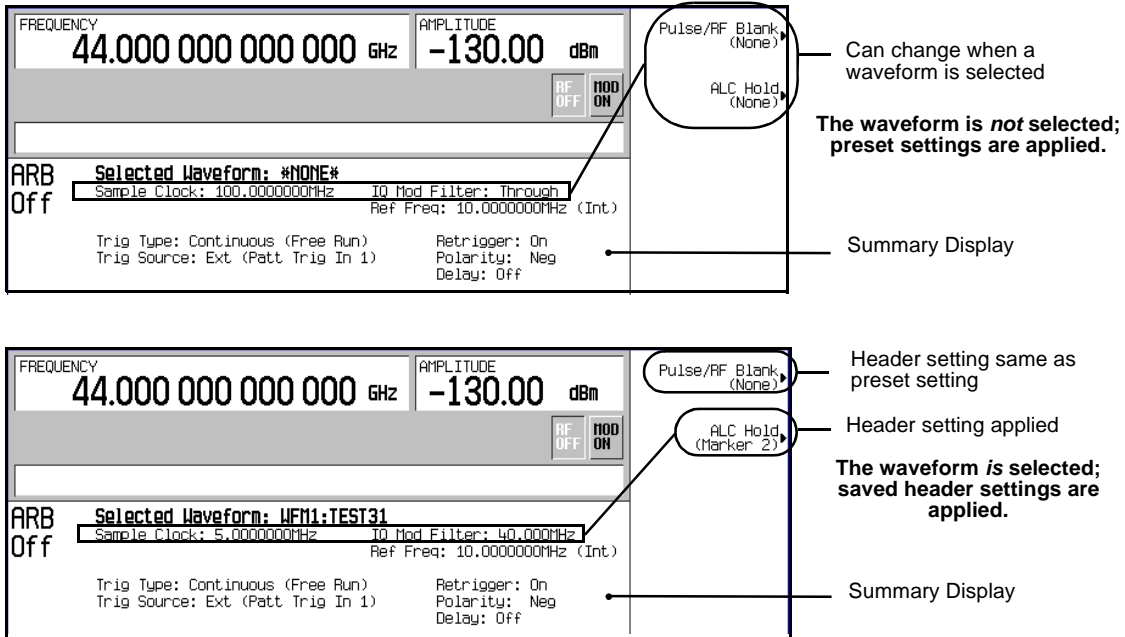 FREQUENCY
44.000 000 000 000 GHz
AMPLITUDE
-130.00 dBm
RF OFF
MOD ON
Pulse/RF Blank
(None)
ALC Hold
(None)
Can change when a
waveform is selected
The waveform is not selected;
preset settings are applied.
ARB
Off
Selected Waveform: *NONE*
Sample Clock: 100.0000000MHz IQ Mod Filter: Through
Ref Freq: 10.0000000MHz (Int)
Trig Type: Continuous (Free Run) Retrigger: On
Trig Source: Ext (Patt Trig In 1) Polarity: Neg
Delay: Off
Summary Display
FREQUENCY
44.000 000 000 000 GHz
AMPLITUDE
-130.00 dBm
RF OFF
MOD ON
Pulse/RF Blank
(None)
ALC Hold
(Marker 2)
Header setting same as
preset setting
Header setting applied
The waveform is selected;
saved header settings are
applied.
ARB
Off
Selected Waveform: WFM1:TEST31
Sample Clock: 5.0000000MHz IQ Mod Filter: 40.000MHz
Ref Freq: 10.0000000MHz (Int)
Trig Type: Continuous (Free Run) Retrigger: On
Trig Source: Ext (Patt Trig In 1) Polarity: Neg
Delay: Off
Summary Display